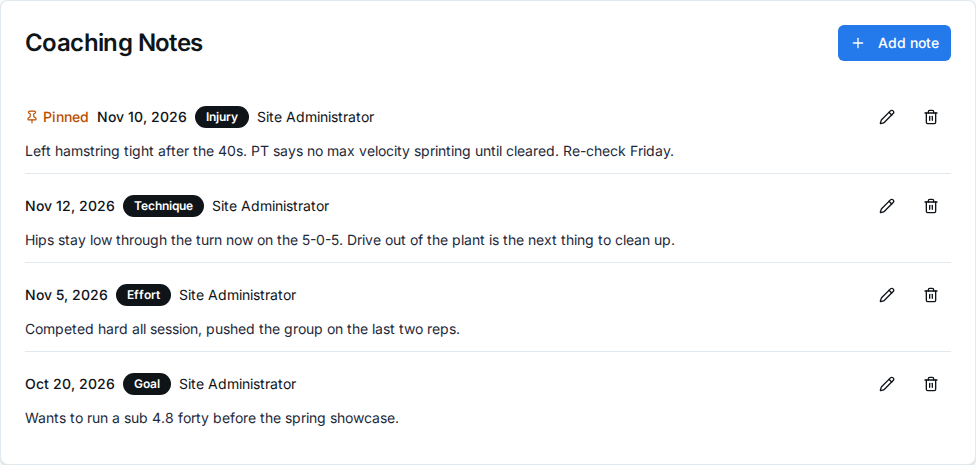 Coaching Notes
+ Add note
Pinned Nov 10, 2026 Injury Site Administrator
Left hamstring tight after the 40s. PT says no max velocity sprinting until cleared. Re-check Friday.
Nov 12, 2026 Technique Site Administrator
Hips stay low through the turn now on the 5-0-5. Drive out of the plant is the next thing to clean up.
Nov 5, 2026 Effort Site Administrator
Competed hard all session, pushed the group on the last two reps.
Oct 20, 2026 Goal Site Administrator
Wants to run a sub 4.8 forty before the spring showcase.